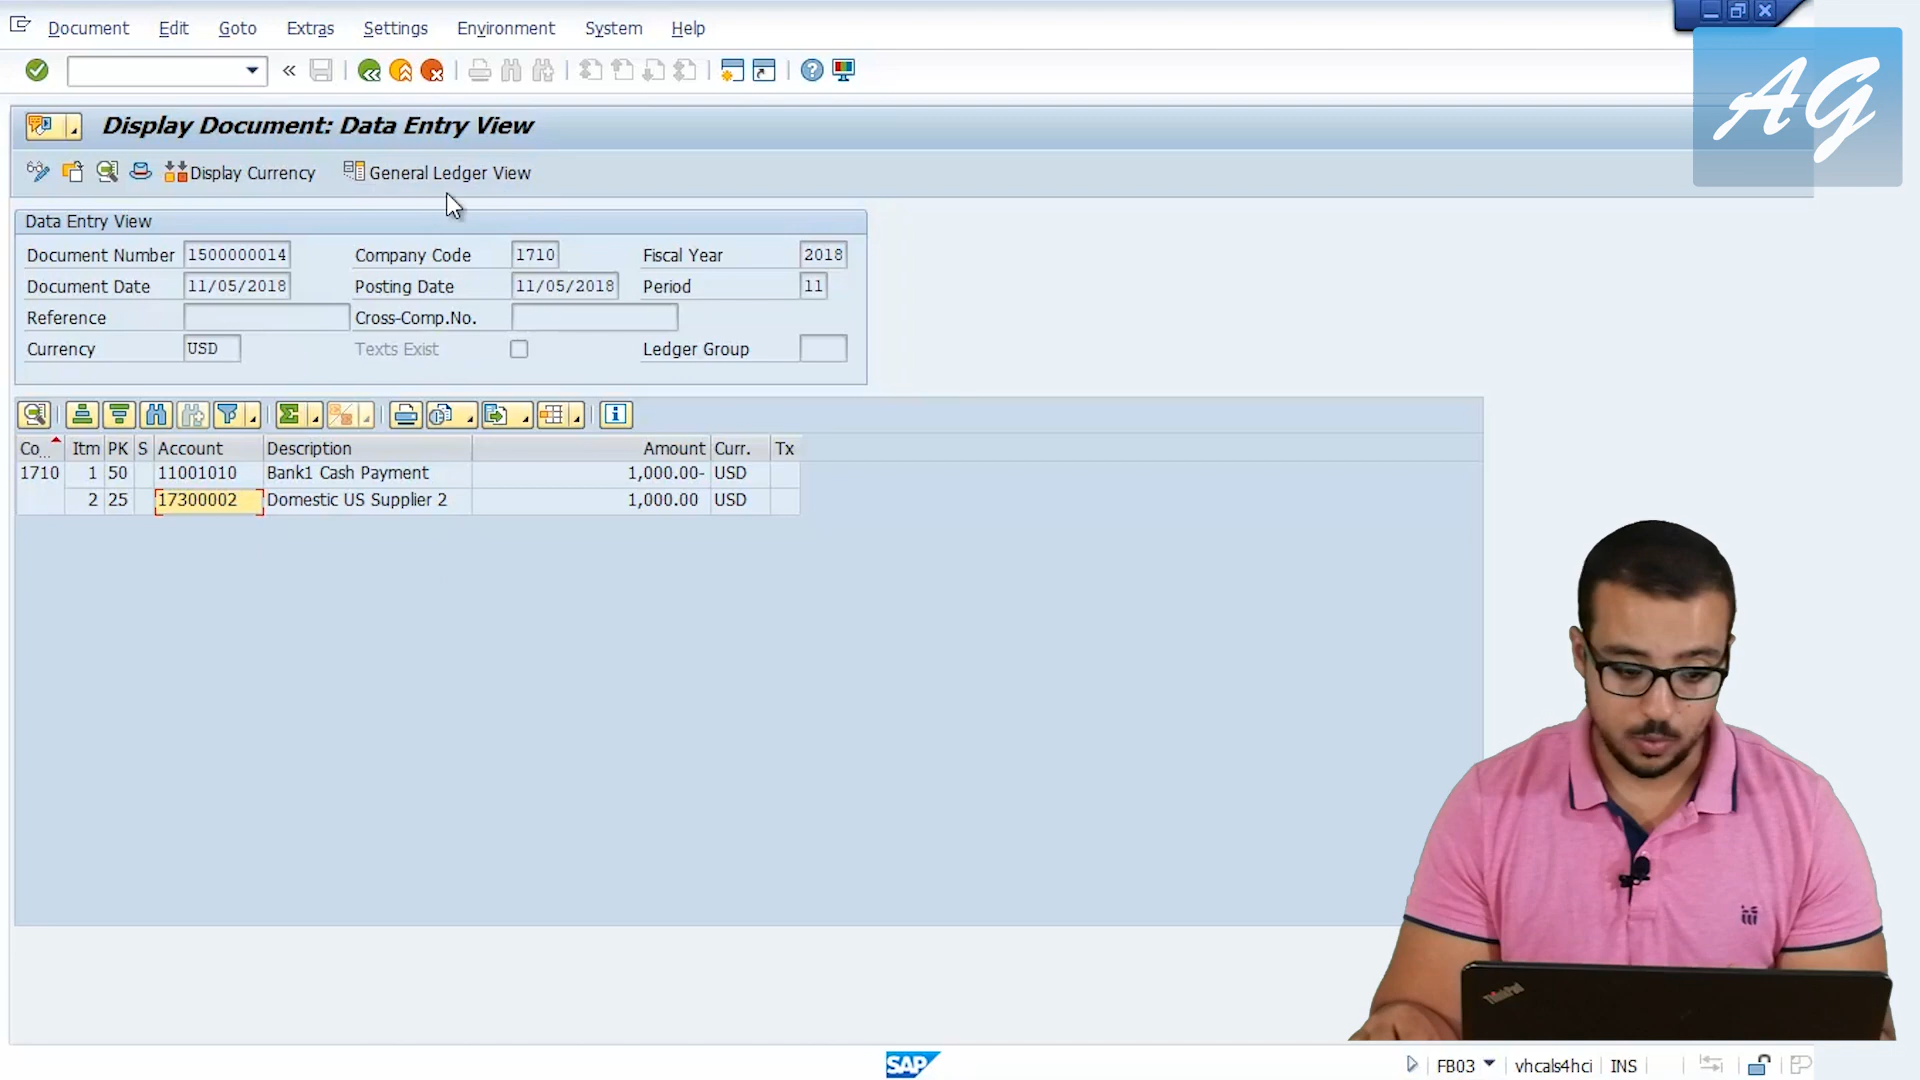 Document Edit Goto Extras Settings Environment System Help
AG
Display Document: Data Entry View
Display Currency General Ledger View
Data Entry View
Document Number 1500000014 Company Code 1710 Fiscal Year 2018
Document Date 11/05/2018 Posting Date 11/05/2018 Period 11
Reference Cross-Comp.No.
Currency USD Texts Exist Ledger Group
Co... Itm PK S Account Description Amount Curr. Tx
1710 1 50 11001010 Bank1 Cash Payment 1,000.00- USD
2 25 17300002 Domestic US Supplier 2 1,000.00 USD
ThinkPad
SAP FB03 vhcals4hci INS